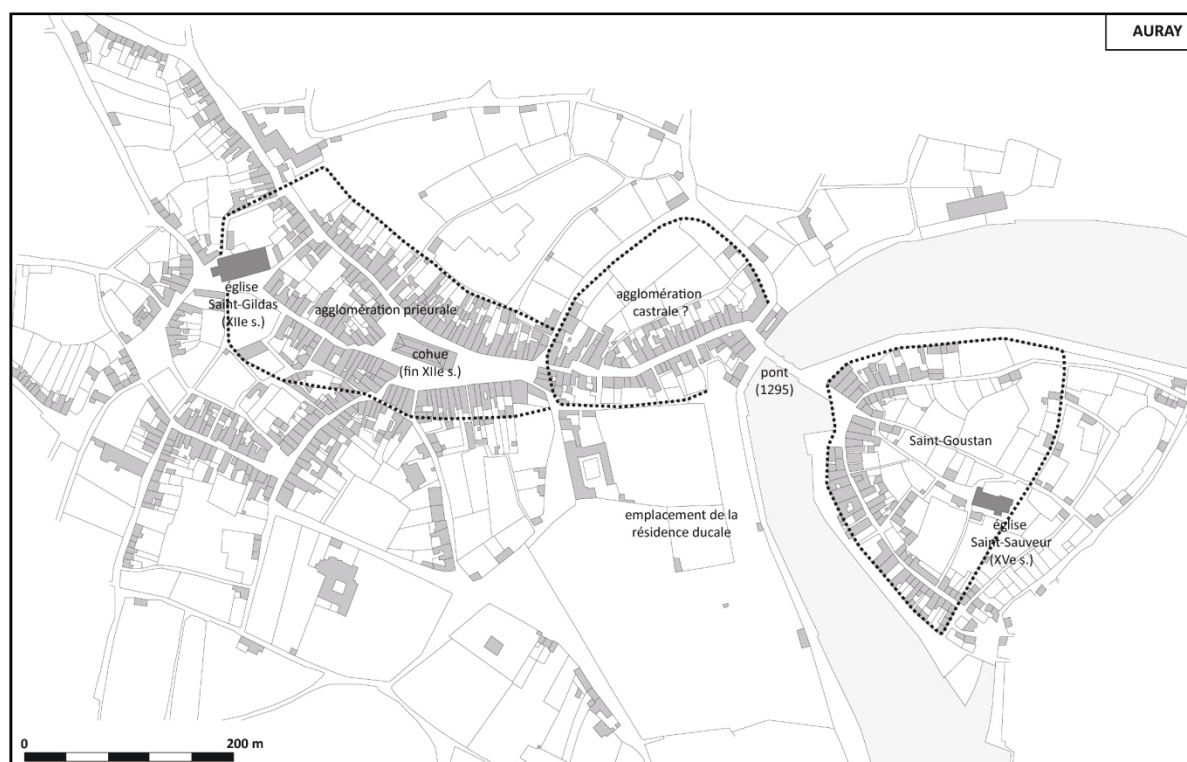 AURAY
église
Saint-Gildas
(XIIe s.)
agglomération prieurale
cohue
(fin XIIe s.)
agglomération
castrale ?
pont
(1295)
Saint-Goustan
église
Saint-Sauveur
(XVe s.)
emplacement de la
résidence ducale
0
200 m